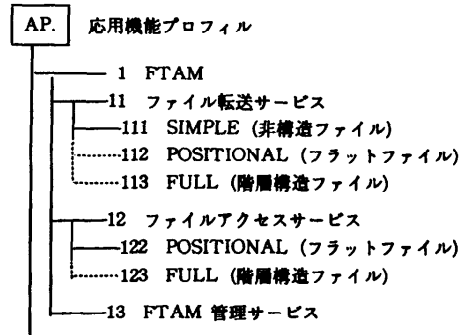 AP. 応用機能プロフィル
1 FTAM
11 ファイル転送サービス
111 SIMPLE (非構造ファイル)
112 POSITIONAL (フラットファイル)
113 FULL (階層構造ファイル)
12 ファイルアクセスサービス
122 POSITIONAL (フラットファイル)
123 FULL (階層構造ファイル)
13 FTAM 管理サービス